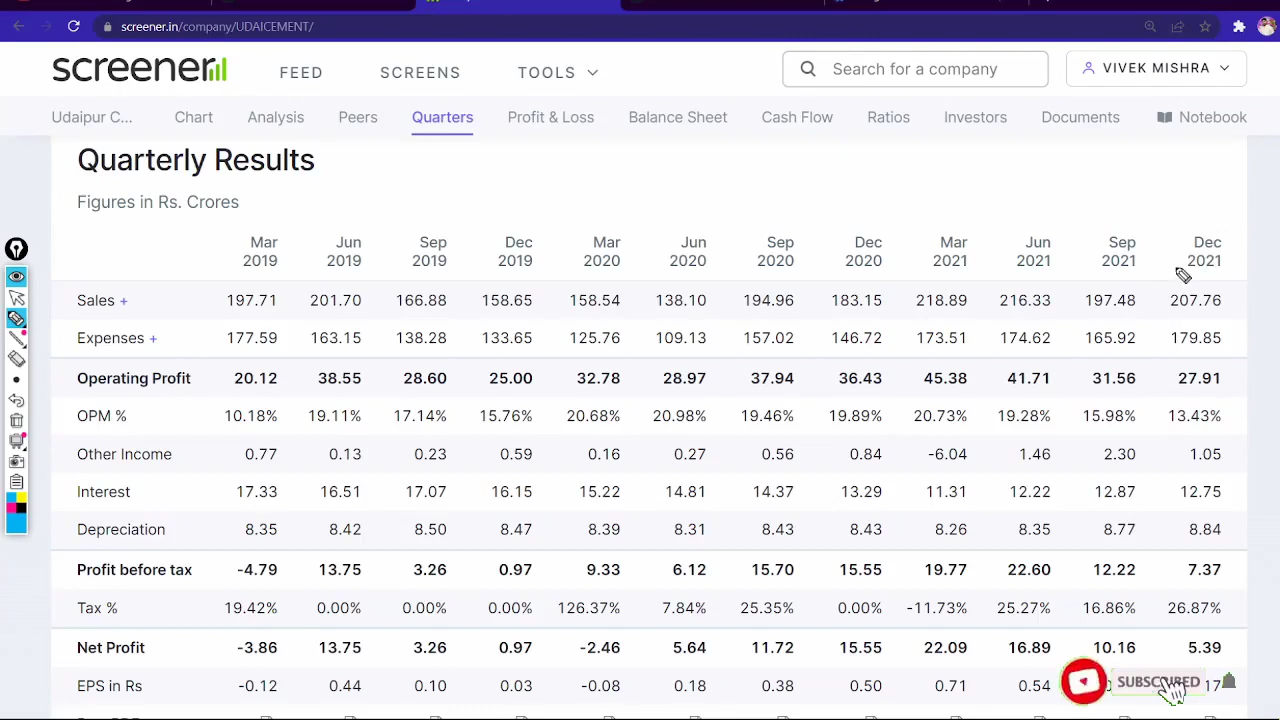 screener.in/company/UDAICEMENT/
screener FEED SCREENS TOOLS Search for a company VIVEK MISHRA
Udaipur C... Chart Analysis Peers Quarters Profit & Loss Balance Sheet Cash Flow Ratios Investors Documents Notebook
Quarterly Results
Figures in Rs. Crores
Mar Jun Sep Dec Mar Jun Sep Dec Mar Jun Sep Dec
2019 2019 2019 2019 2020 2020 2020 2020 2021 2021 2021 2021
Sales + 197.71 201.70 166.88 158.65 158.54 138.10 194.96 183.15 218.89 216.33 197.48 207.76
Expenses + 177.59 163.15 138.28 133.65 125.76 109.13 157.02 146.72 173.51 174.62 165.92 179.85
Operating Profit 20.12 38.55 28.60 25.00 32.78 28.97 37.94 36.43 45.38 41.71 31.56 27.91
OPM % 10.18% 19.11% 17.14% 15.76% 20.68% 20.98% 19.46% 19.89% 20.73% 19.28% 15.98% 13.43%
Other Income 0.77 0.13 0.23 0.59 0.16 0.27 0.56 0.84 -6.04 1.46 2.30 1.05
Interest 17.33 16.51 17.07 16.15 15.22 14.81 14.37 13.29 11.31 12.22 12.87 12.75
Depreciation 8.35 8.42 8.50 8.47 8.39 8.31 8.43 8.43 8.26 8.35 8.77 8.84
Profit before tax -4.79 13.75 3.26 0.97 9.33 6.12 15.70 15.55 19.77 22.60 12.22 7.37
Tax % 19.42% 0.00% 0.00% 0.00% 126.37% 7.84% 25.35% 0.00% -11.73% 25.27% 16.86% 26.87%
Net Profit -3.86 13.75 3.26 0.97 -2.46 5.64 11.72 15.55 22.09 16.89 10.16 5.39
EPS in Rs -0.12 0.44 0.10 0.03 -0.08 0.18 0.38 0.50 0.71 0.54 SUBSCRIBED 17